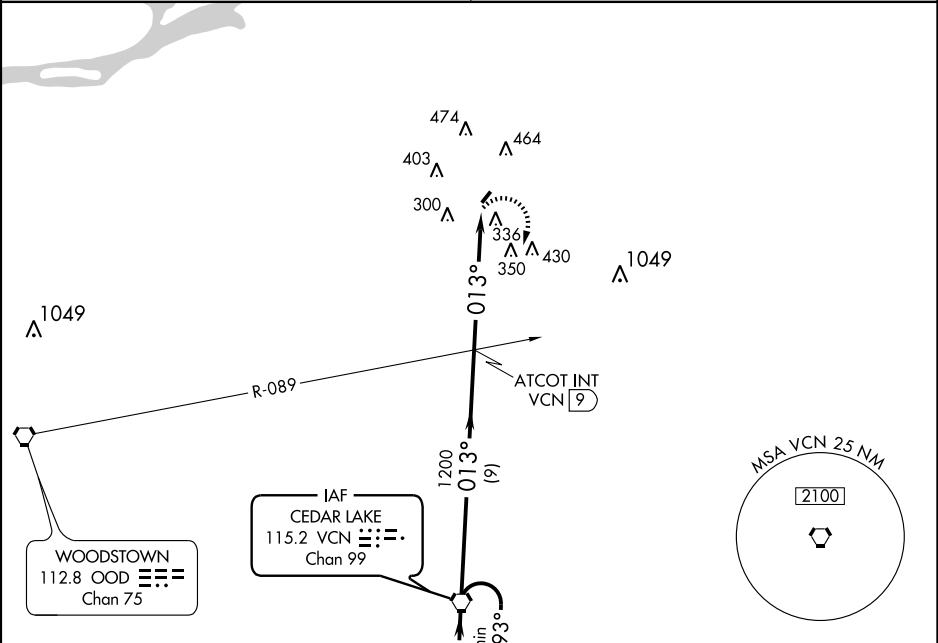 474
464
403
300
336
430
350
1049
1049
013°
R-089
ATCOT INT
VCN 9
1200
013°
(9)
MSA VCN 25 NM
2100
IAF
CEDAR LAKE
115.2 VCN
Chan 99
WOODSTOWN
112.8 OOD
Chan 75